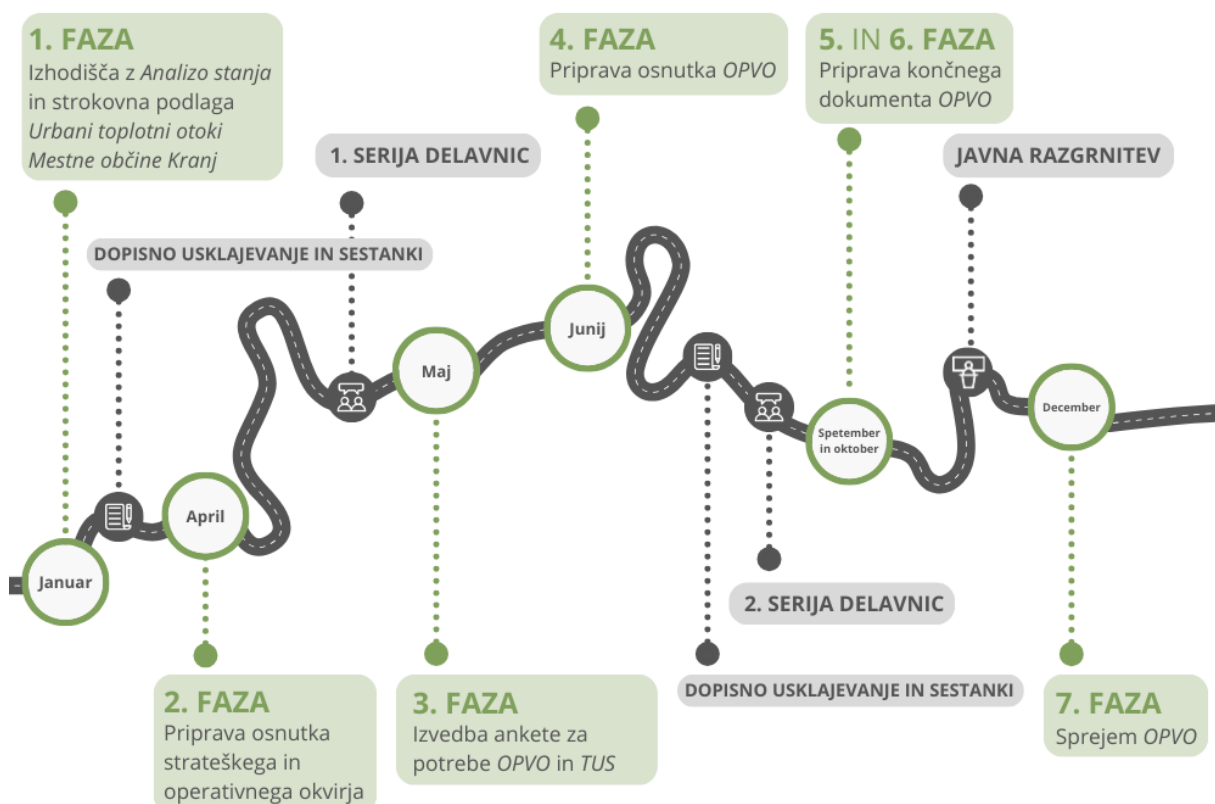 1. FAZA
Izhodišča z Analizo stanja
in strokovna podlaga
Urbani toplotni otoki
Mestne občine Kranj
4. FAZA
Priprava osnutka OPVO
5. IN 6. FAZA
Priprava končnega
dokumenta OPVO
1. SERIJA DELAVNIC
JAVNA RAZGRNITEV
DOPISNO USKLAJEVANJE IN SESTANKI
Januar
April
Maj
Junij
Spetember
in oktober
December
2. SERIJA DELAVNIC
DOPISNO USKLAJEVANJE IN SESTANKI
2. FAZA
Priprava osnutka
strateškega in
operativnega okvirja
3. FAZA
Izvedba ankete za
potrebe OPVO in TUS
7. FAZA
Sprejem OPVO